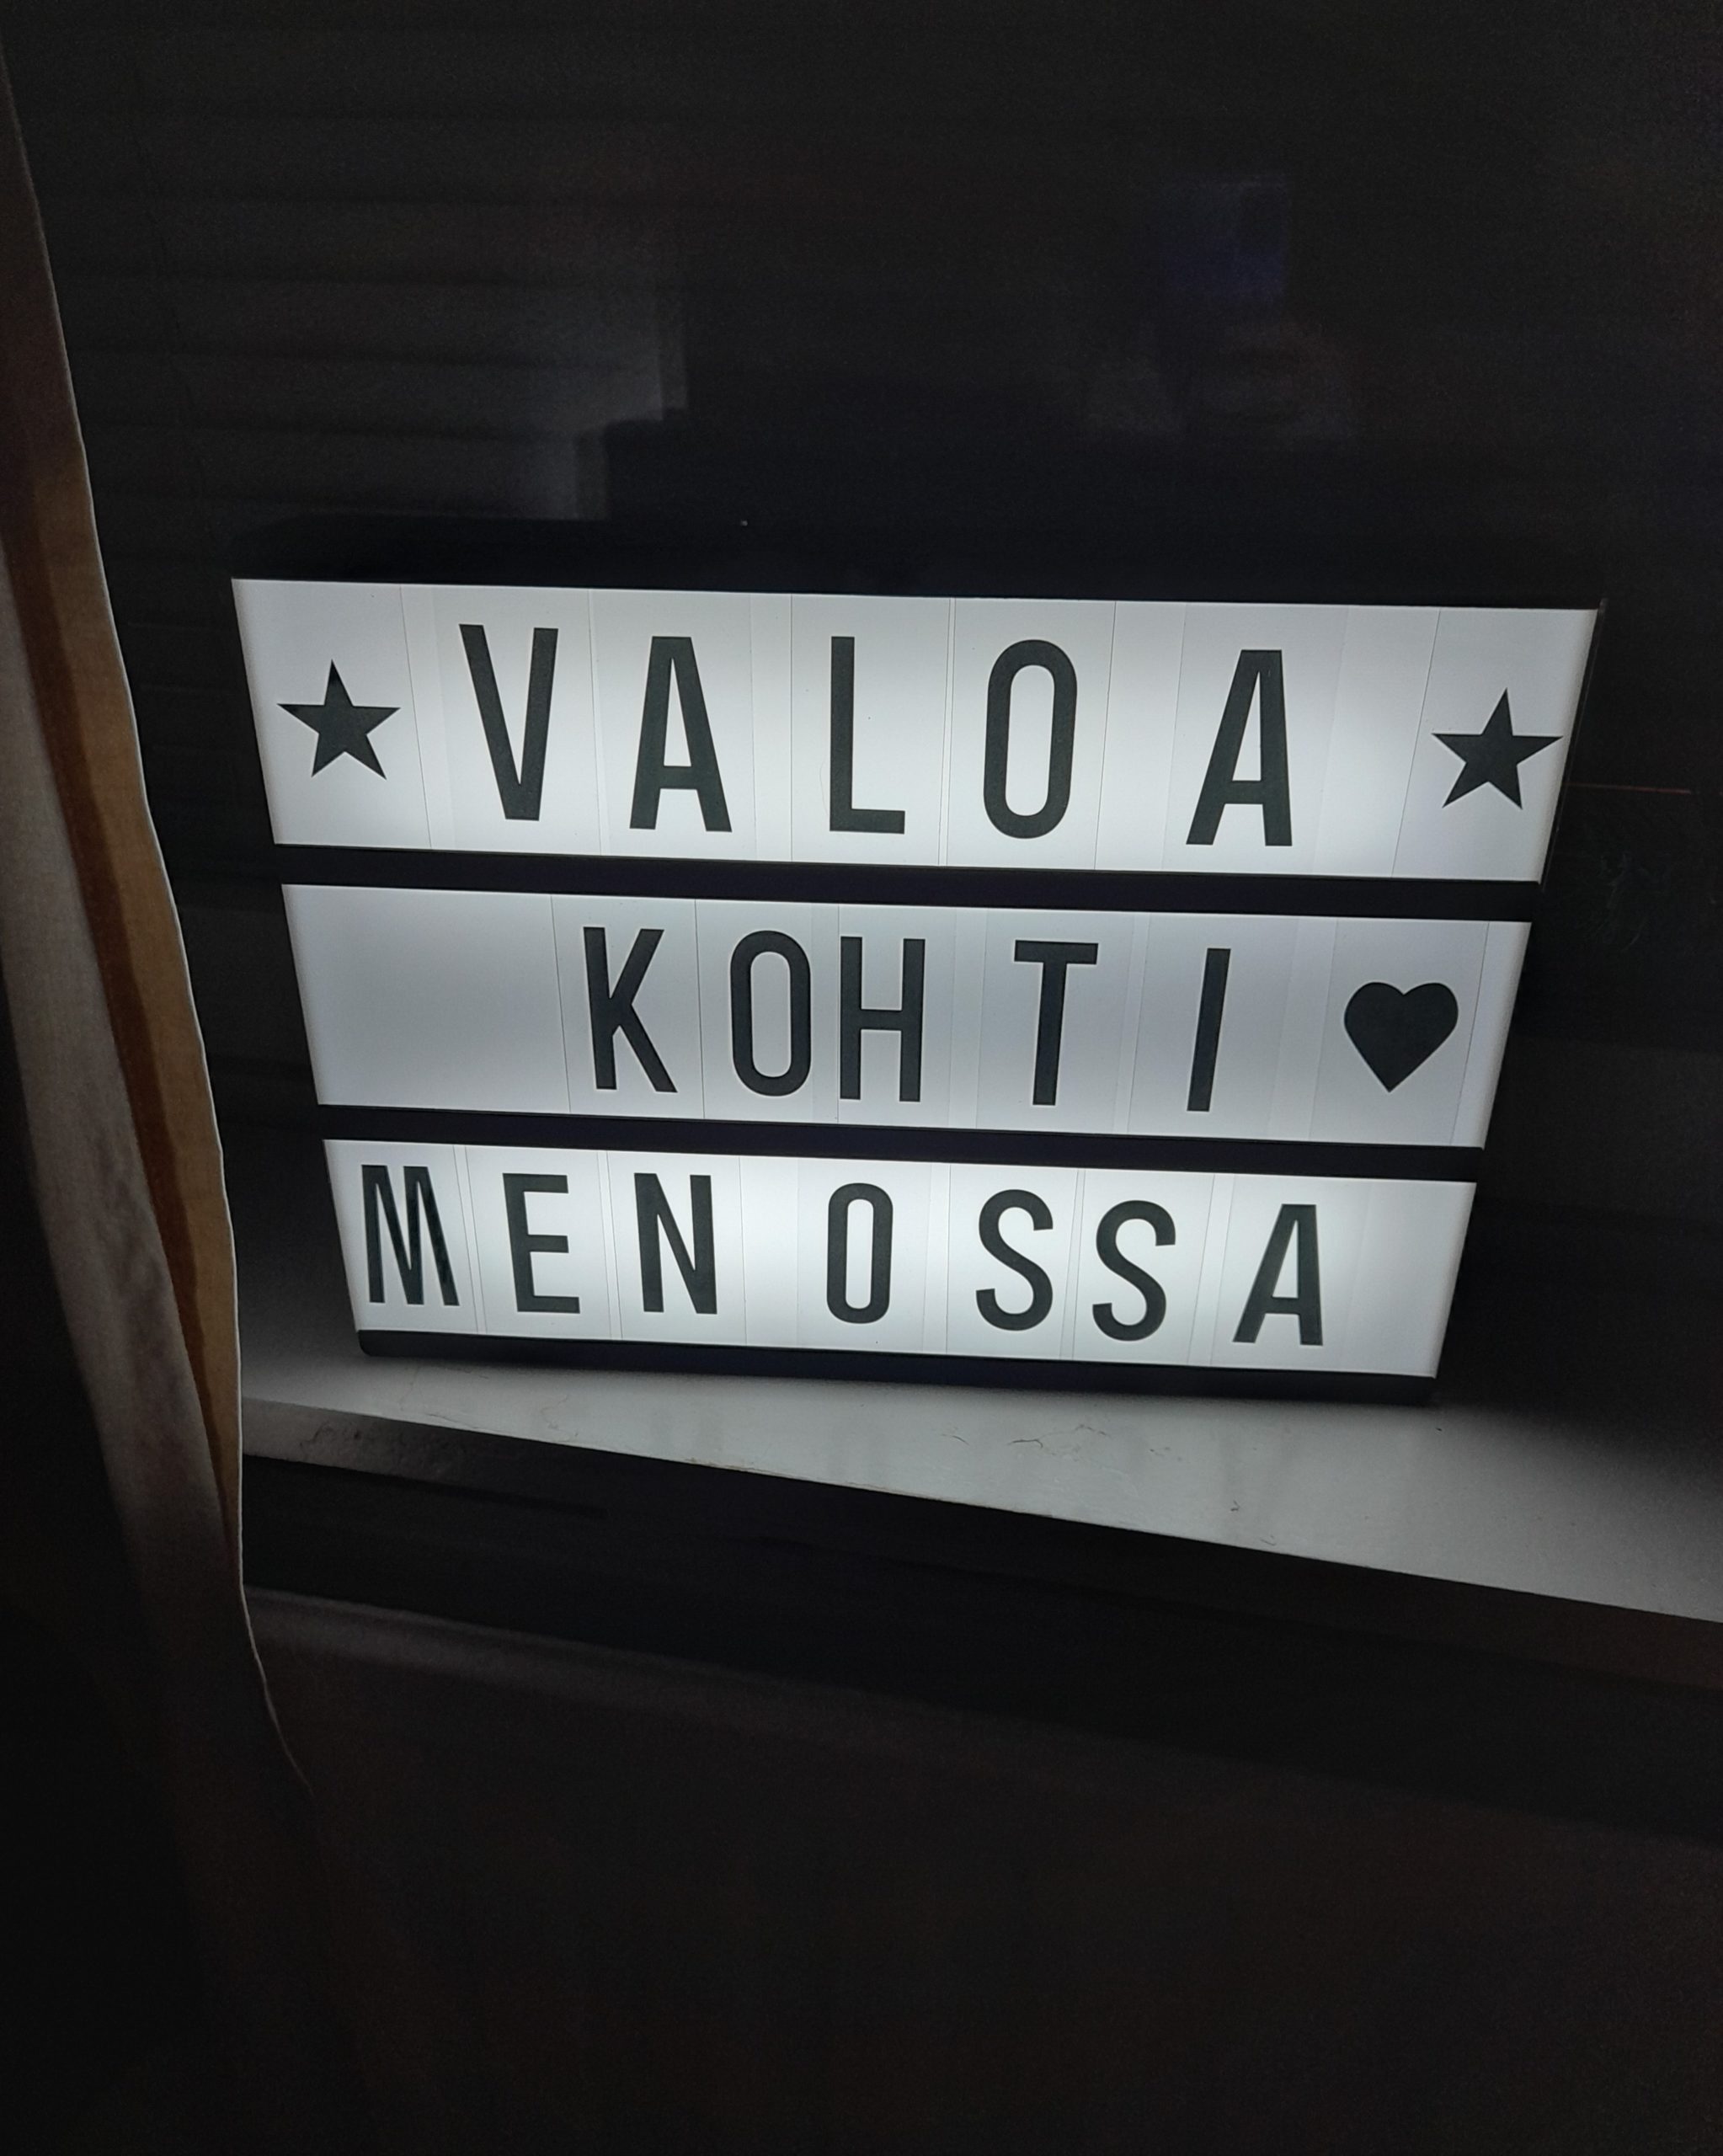 ★ VALOA ★
KOHTI ♥
MENOSSA